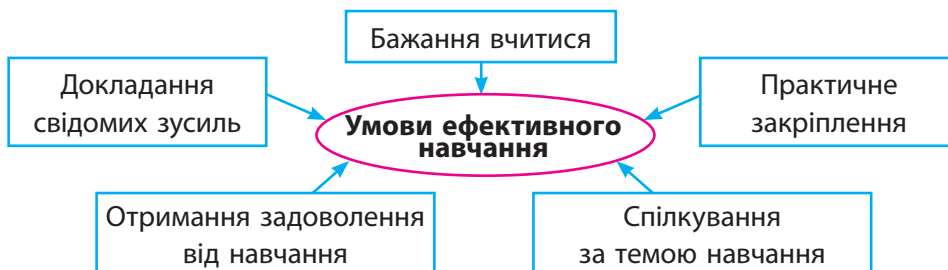 Бажання вчитися
Докладання
свідомих зусиль
Практичне
закріплення
Умови ефективного
навчання
Отримання задоволення
від навчання
Спілкування
за темою навчання